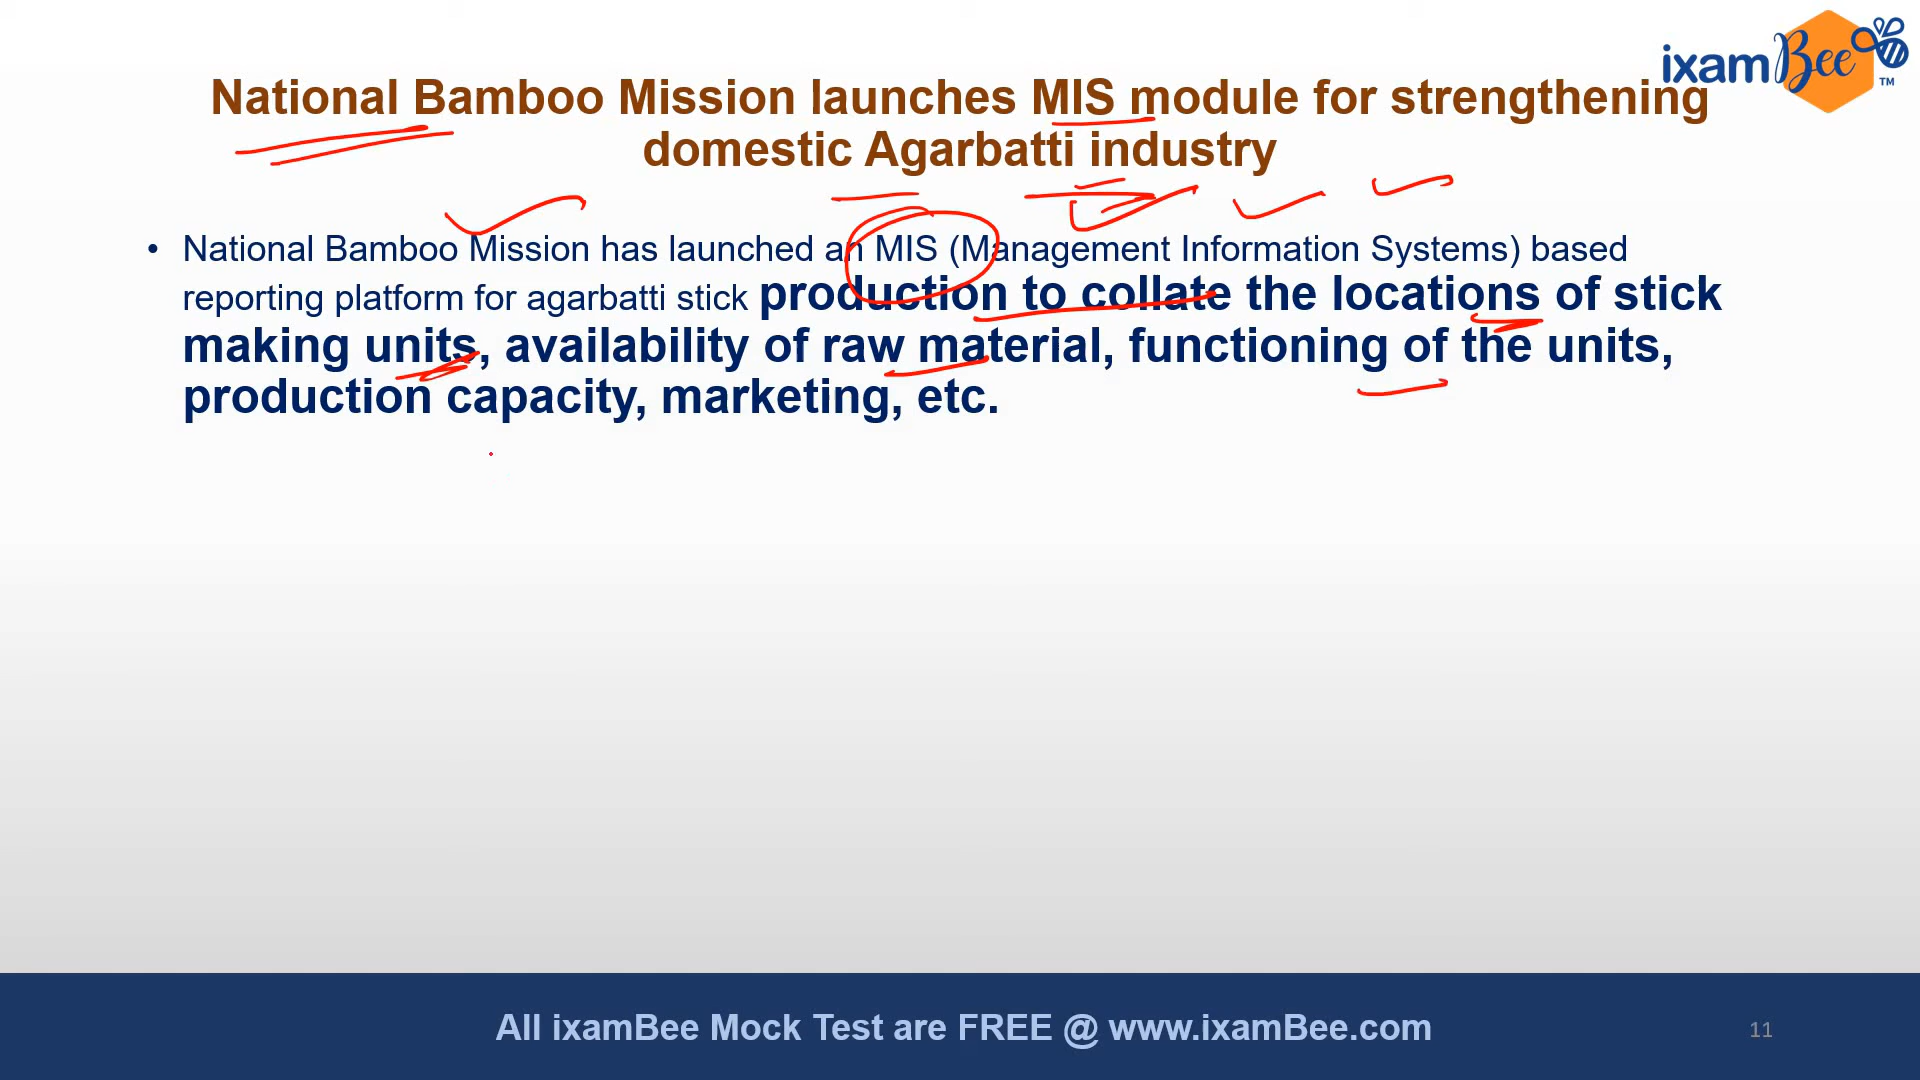 ixamBee™
National Bamboo Mission launches MIS module for strengthening
domestic Agarbatti industry
• National Bamboo Mission has launched an MIS (Management Information Systems) based
reporting platform for agarbatti stick production to collate the locations of stick
making units, availability of raw material, functioning of the units,
production capacity, marketing, etc.
All ixamBee Mock Test are FREE @ www.ixamBee.com
11